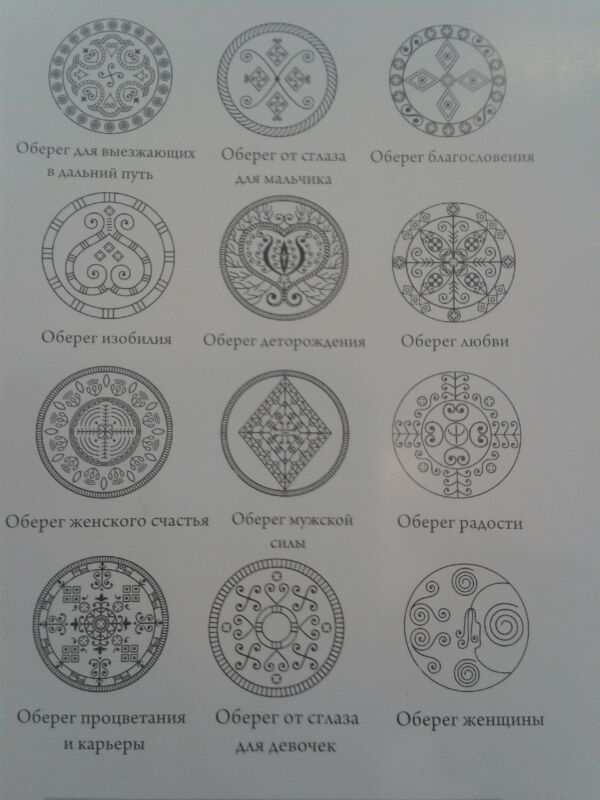 Оберег для выезжающих
в дальний путь
Оберег от сглаза
для мальчика
Оберег благословения
Оберег изобилия
Оберег деторождения
Оберег любви
Оберег женского счастья
Оберег мужской
силы
Оберег радости
Оберег процветания
и карьеры
Оберег от сглаза
для девочек
Оберег женщины